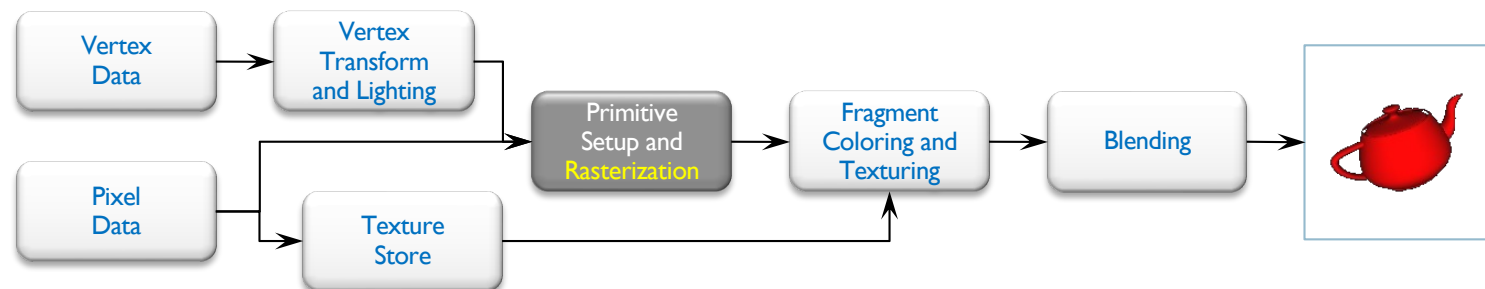 Vertex
Data
Vertex
Transform
and Lighting
Primitive
Setup and
Rasterization
Fragment
Coloring and
Texturing
Blending
Pixel
Data
Texture
Store